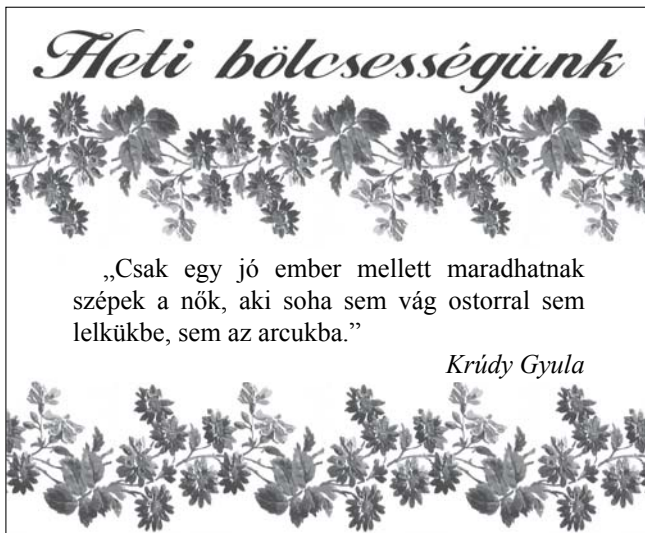 Heti bölcsességünk
„Csak egy jó ember mellett maradhatnak
szépek a nők, aki soha sem vág ostorral sem
lelkükbe, sem az arcukba.”
Krúdy Gyula